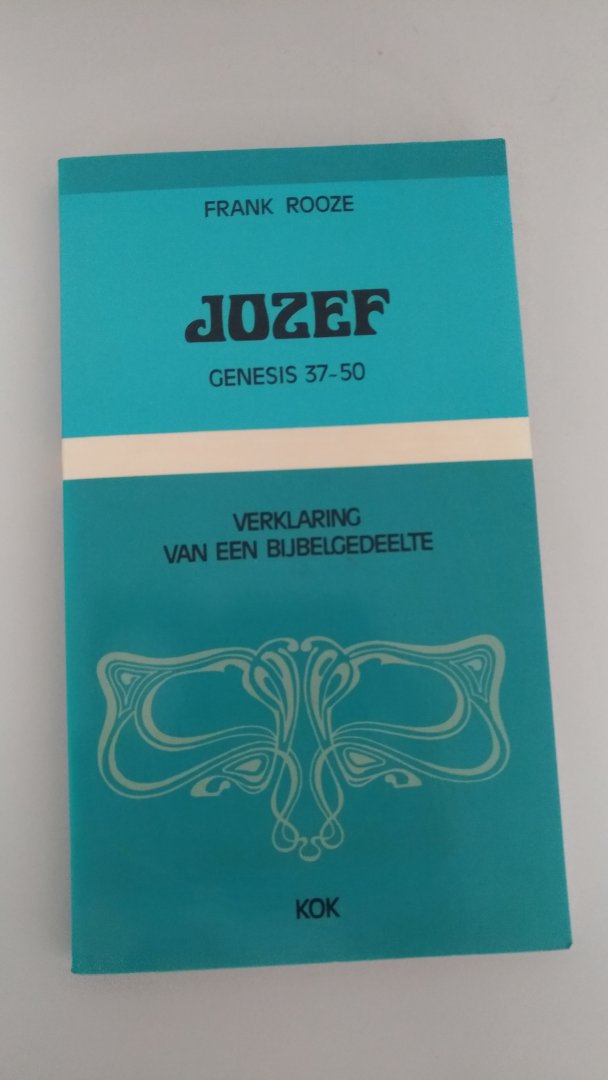 FRANK ROOZE
JOZEF
GENESIS 37-50
VERKLARING
VAN EEN BIJBELGEDEELTE
KOK